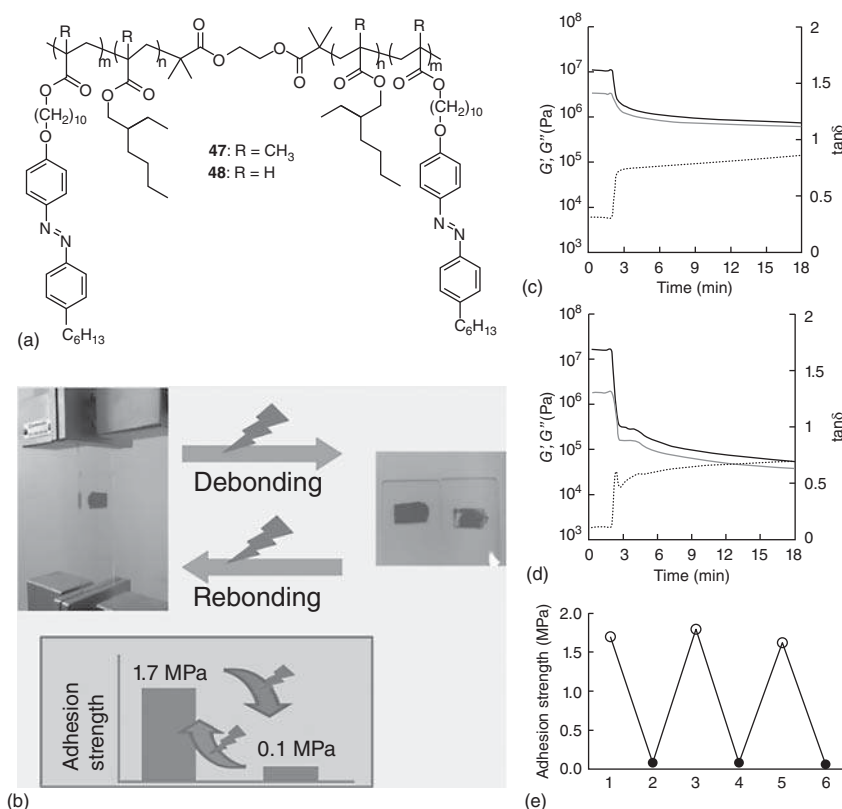 (a)
R
R
R
R
m
n
n
m
O
O
O
O
O
O
O
O
O
O
O
O
(CH2)10
(CH2)10
O
O
N
N
N
N
C6H13
C6H13
47: R = CH3
48: R = H
(b)
Debonding
Rebonding
Adhesion strength
1.7 MPa
0.1 MPa
(c)
G′, G″ (Pa)
10^8
10^7
10^6
10^5
10^4
10^3
0 3 6 9 12 15 18
Time (min)
2
1.5
1
0.5
0
tanδ
(d)
G′, G″ (Pa)
10^8
10^7
10^6
10^5
10^4
10^3
0 3 6 9 12 15 18
Time (min)
2
1.5
1
0.5
0
tanδ
(e)
Adhesion strength (MPa)
2.0
1.5
1.0
0.5
0.0
1 2 3 4 5 6